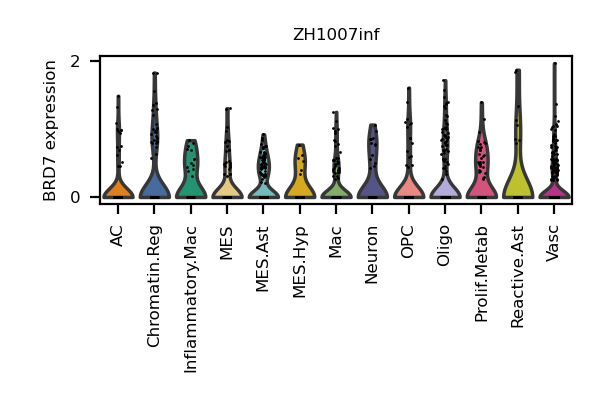 ZH1007inf
BRD7 expression
2
0
AC
Chromatin.Reg
Inflammatory.Mac
MES
MES.Ast
MES.Hyp
Mac
Neuron
OPC
Oligo
Prolif.Metab
Reactive.Ast
Vasc